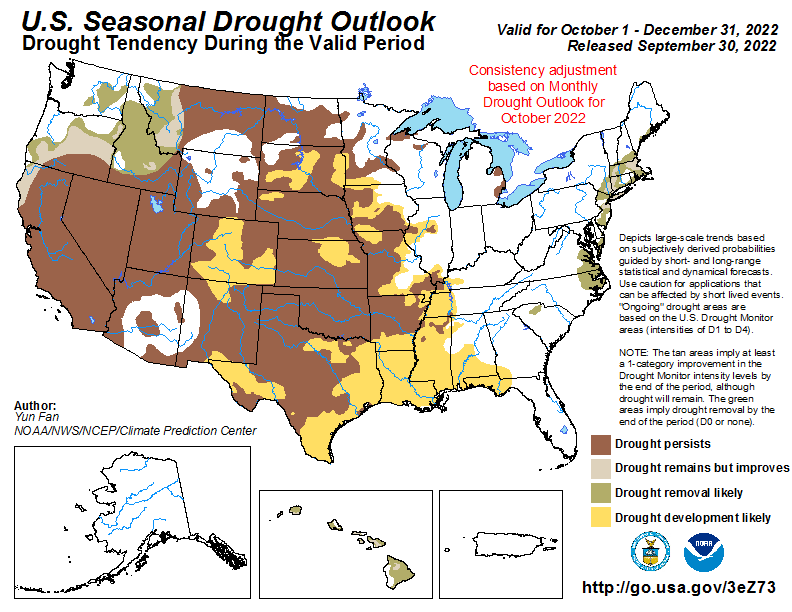 U.S. Seasonal Drought Outlook
Drought Tendency During the Valid Period
Valid for October 1 - December 31, 2022
Released September 30, 2022
Consistency adjustment
based on Monthly
Drought Outlook for
October 2022
Depicts large-scale trends based
on subjectively derived probabilities
guided by short- and long-range
statistical and dynamical forecasts.
Use caution for applications that
can be affected by short lived events.
"Ongoing" drought areas are
based on the U.S. Drought Monitor
areas (intensities of D1 to D4).
NOTE: The tan areas imply at least
a 1-category improvement in the
Drought Monitor intensity levels by
the end of the period, although
drought will remain. The green
areas imply drought removal by the
end of the period (D0 or none).
Author:
Yun Fan
NOAA/NWS/NCEP/Climate Prediction Center
Drought persists
Drought remains but improves
Drought removal likely
Drought development likely
NOAA
http://go.usa.gov/3eZ73